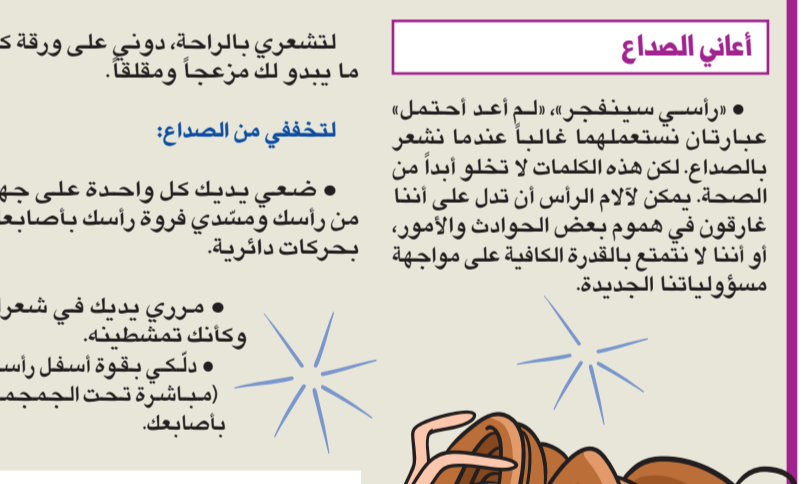 أعاني الصداع
● «رأسي سينفجر»، «لم أعد أحتمل»
عبارتان نستعملهما غالباً عندما نشعر
بالصداع. لكن هذه الكلمات لا تخلو أبداً من
الصحة. يمكن لآلام الرأس أن تدل على أننا
غارقون في هموم بعض الحوادث والأمور،
أو أننا لا نتمتع بالقدرة الكافية على مواجهة
مسؤولياتنا الجديدة.
لتشعري بالراحة، دوني على ورقة
ما يبدو لك مزعجاً ومقلقاً.
لتخففي من الصداع:
● ضعي يديك كل واحدة على
من رأسك ومسّدي فروة رأسك
بحركات دائرية.
● مرري يديك في
وكأنك تمشطينه.
● دلّكي بقوة أسفل
(مباشرة تحت
بأصابعك.